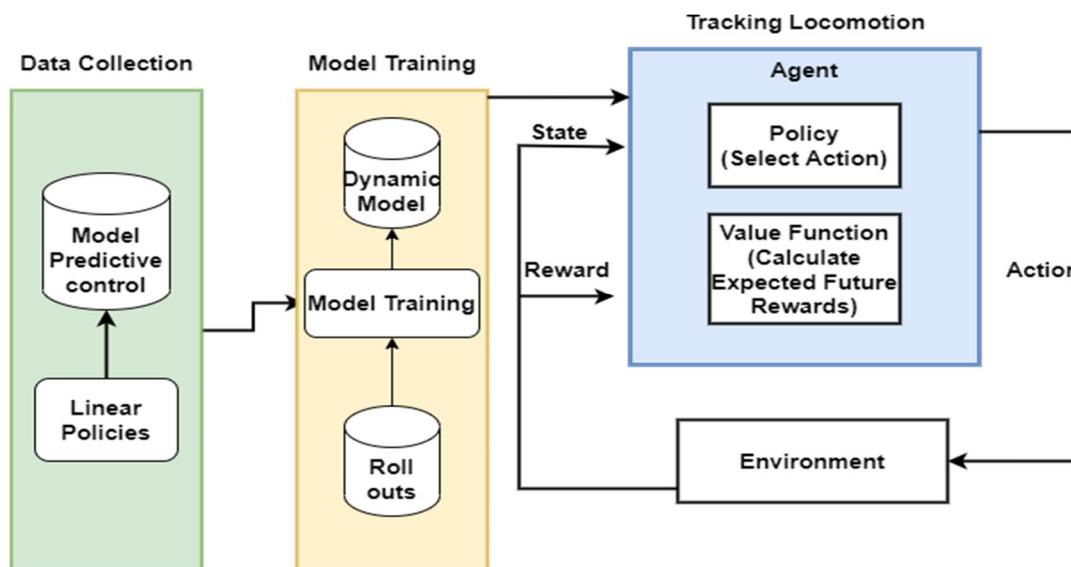 Data Collection
Model
Predictive
control
Linear
Policies
Model Training
Dynamic
Model
Model Training
Roll
outs
Tracking Locomotion
Agent
Policy
(Select Action)
Value Function
(Calculate
Expected Future
Rewards)
State
Reward
Action
Environment